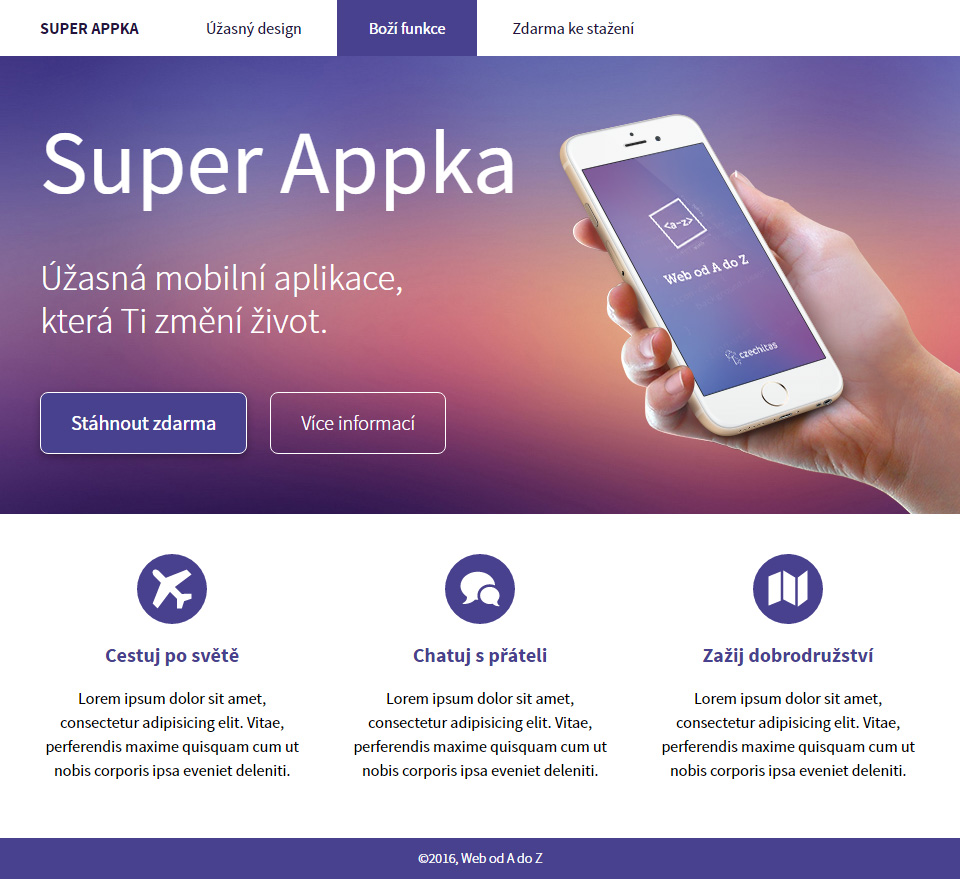 SUPER APPKA Úžasný design Boží funkce Zdarma ke stažení
Super Appka
<a-z>
Web od A do Z
czechitas
Úžasná mobilní aplikace,
která Ti změní život.
Stáhnout zdarma Více informací
Cestuj po světě
Lorem ipsum dolor sit amet,
consectetur adipisicing elit. Vitae,
perferendis maxime quisquam cum ut
nobis corporis ipsa eveniet deleniti.
Chatuj s přáteli
Lorem ipsum dolor sit amet,
consectetur adipisicing elit. Vitae,
perferendis maxime quisquam cum ut
nobis corporis ipsa eveniet deleniti.
Zažij dobrodružství
Lorem ipsum dolor sit amet,
consectetur adipisicing elit. Vitae,
perferendis maxime quisquam cum ut
nobis corporis ipsa eveniet deleniti.
©2016, Web od A do Z